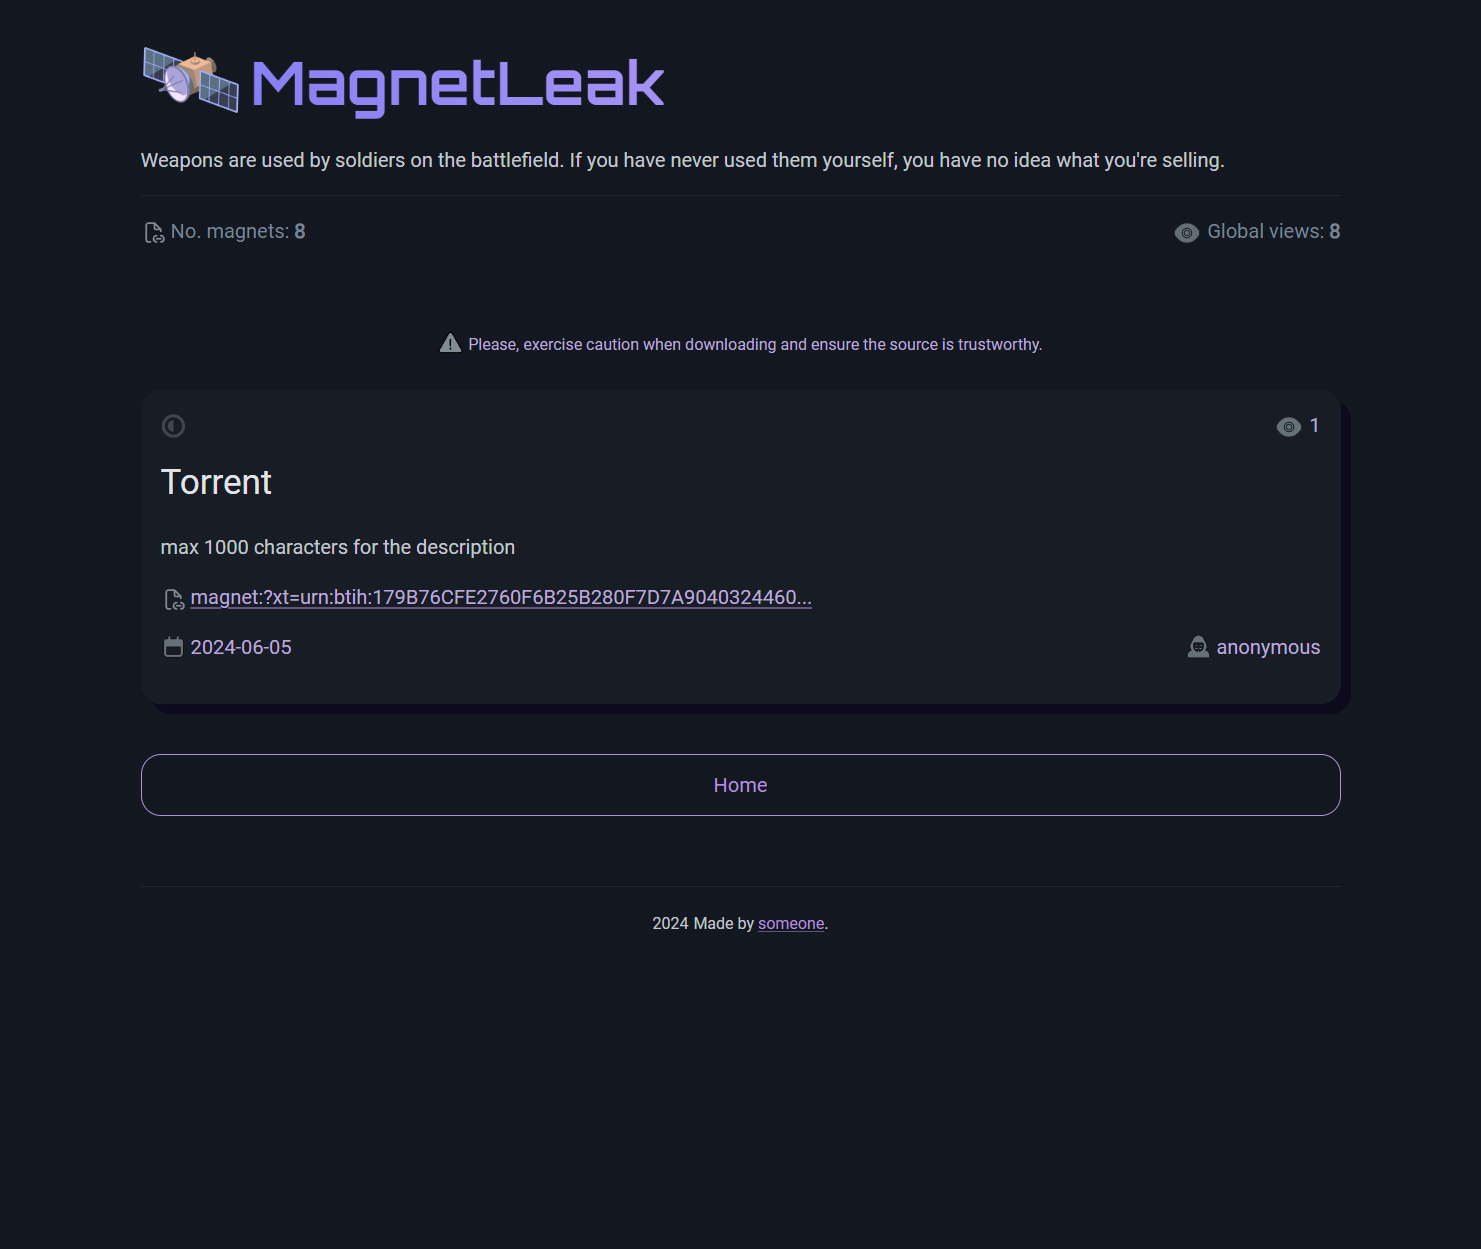 MagnetLeak
Weapons are used by soldiers on the battlefield. If you have never used them yourself, you have no idea what you're selling.
No. magnets: 8
Global views: 8
Please, exercise caution when downloading and ensure the source is trustworthy.
1
Torrent
max 1000 characters for the description
magnet:?xt=urn:btih:179B76CFE2760F6B25B280F7D7A9040324460...
2024-06-05
anonymous
Home
2024 Made by someone.